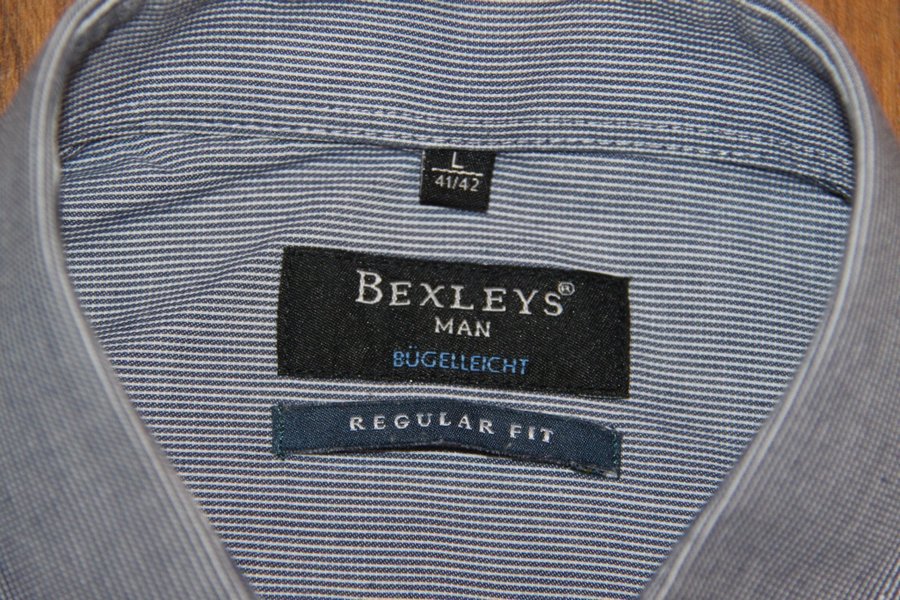 L
41/42
BEXLEYS®
MAN
BÜGELLEICHT
REGULAR FIT